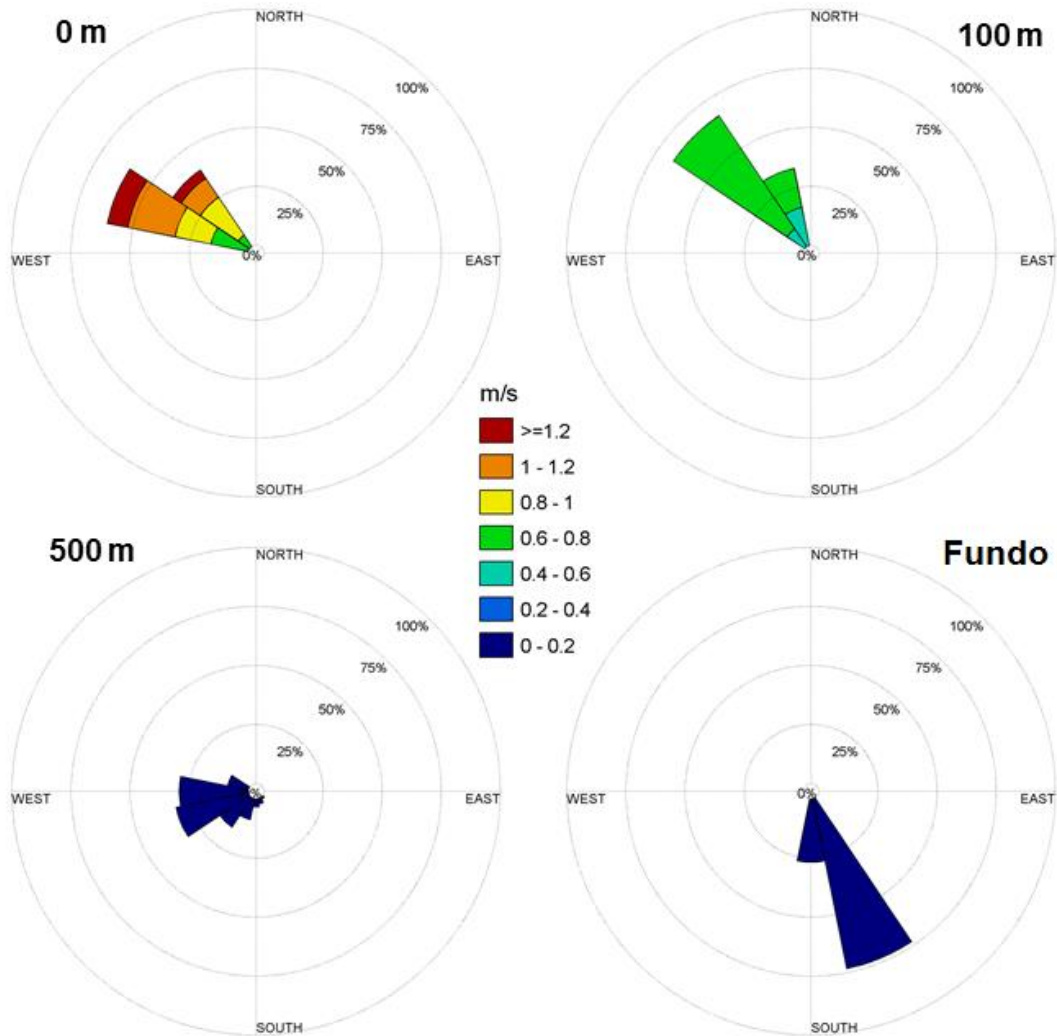 0 m
NORTH
100%
75%
50%
25%
0%
WEST
EAST
SOUTH
100 m
NORTH
100%
75%
50%
25%
0%
WEST
EAST
SOUTH
m/s
>=1.2
1 - 1.2
0.8 - 1
0.6 - 0.8
0.4 - 0.6
0.2 - 0.4
0 - 0.2
500 m
NORTH
100%
75%
50%
25%
WEST
EAST
SOUTH
Fundo
NORTH
100%
75%
50%
25%
0%
WEST
EAST
SOUTH